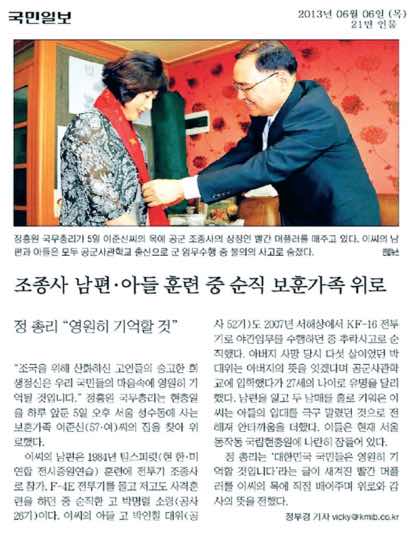 국민일보
2013년 06월 06일 (목)
21면 인물
정홍원 국무총리가 5일 이준신씨의 목에 공군 조종사의 상징인 빨간 머플러를 매주고 있다. 이씨의 남
편과 아들은 모두 공군사관학교 출신으로 군 임무수행 중 불의의 사고로 숨졌다.
조종사 남편·아들 훈련 중 순직 보훈가족 위로
정 총리 “영원히 기억할 것”
“조국을 위해 산화하신 고인들의 숭고한 희
생정신은 우리 국민들의 마음속에 영원히 기
억될 것입니다.” 정홍원 국무총리는 현충일
을 하루 앞둔 5일 오후 서울 성수동에 사는
보훈가족 이준신(57·여)씨의 집을 찾아 위
로했다.
이씨의 남편은 1984년 팀스피릿(현 한·미
연합 전시증원연습) 훈련에 전투기 조종사
로 참가, F-4E 전투기를 몰고 저고도 사격훈
련을 하던 중 순직한 고 박명렬 소령(공사
26기)이다. 이씨의 아들 고 박인철 대위(공
사 52기)도 2007년 서해상에서 KF-16 전투
기로 야간임무를 수행하던 중 추락사고로 순
직했다. 아버지 사망 당시 다섯 살이었던 박
대위는 아버지의 뜻을 잇겠다며 공군사관학
교에 입학했다가 27세의 나이로 유명을 달리
했다. 남편을 잃고 두 남매를 홀로 키워온 이
씨는 아들의 입대를 극구 말렸던 것으로 전
해져 안타까움을 더했다. 이들은 현재 서울
동작동 국립현충원에 나란히 잠들어 있다.
정 총리는 ‘대한민국 국민들은 영원히 기
억할 것입니다’라는 글이 새겨진 빨간 머플
러를 이씨의 목에 직접 매어주며 위로와 감
사의 뜻을 전했다.
정부경 기자 vicky@kmib.co.kr